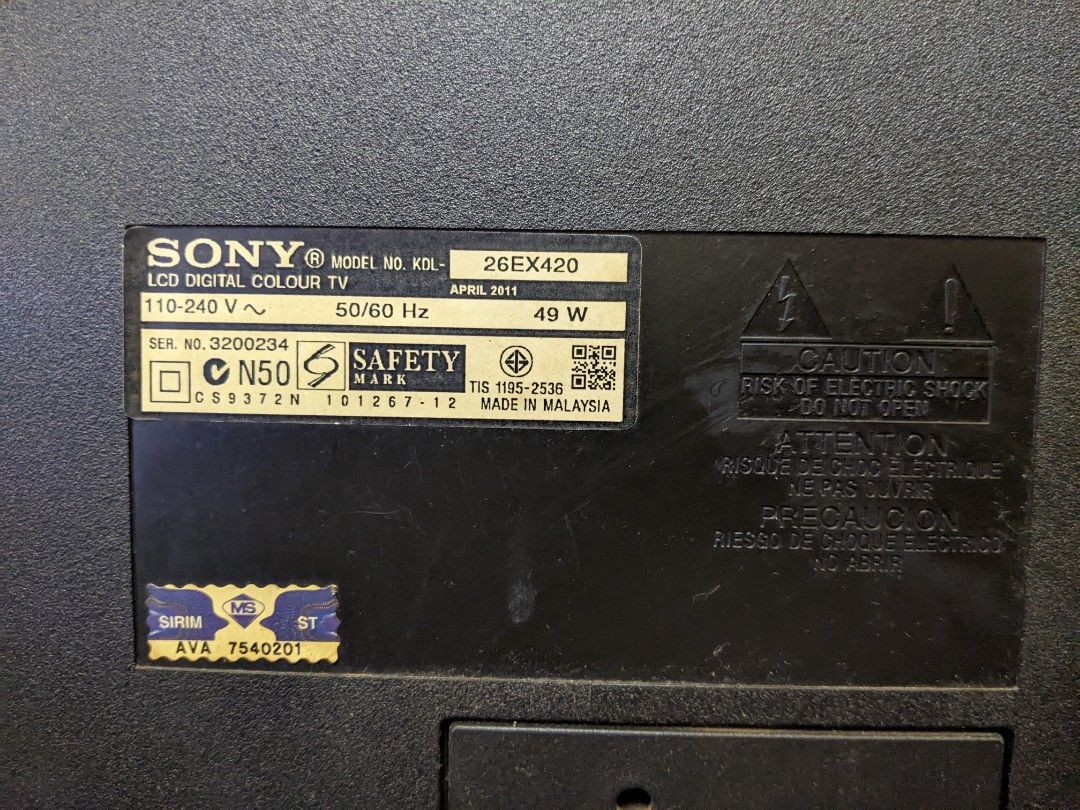 SONY® MODEL NO. KDL- 26EX420
LCD DIGITAL COLOUR TV APRIL 2011
110-240 V ~ 50/60 Hz 49 W
SER. NO. 3200234
N50 SAFETY
MARK
TIS 1195-2536
CS9372N 101267-12 MADE IN MALAYSIA
CAUTION
RISK OF ELECTRIC SHOCK
DO NOT OPEN
ATTENTION
RISQUE DE CHOC ELECTRIQUE
NE PAS OUVRIR
PRECAUCION
RIESGO DE CHOQUE ELECTRICO
NO ABRIR
SIRIM MS ST
AVA 7540201